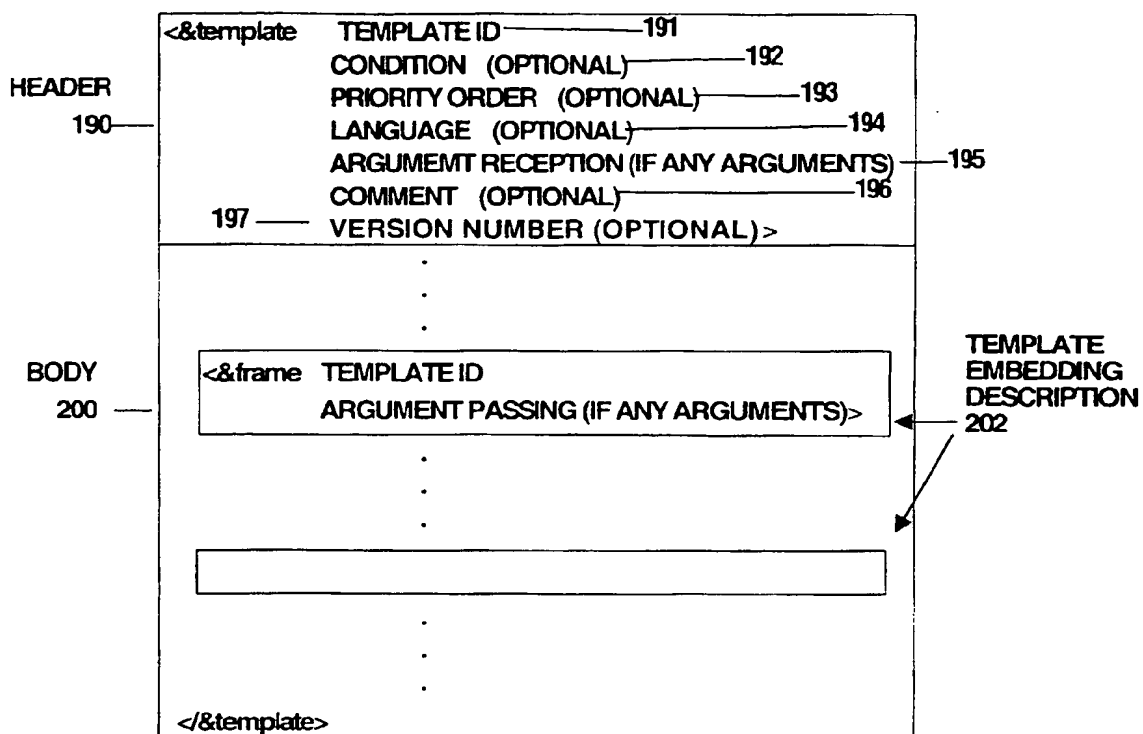 <&template TEMPLATE ID 191
CONDITION (OPTIONAL) 192
HEADER
190
PRIORITY ORDER (OPTIONAL) 193
LANGUAGE (OPTIONAL) 194
ARGUMEMT RECEPTION (IF ANY ARGUMENTS) 195
COMMENT (OPTIONAL) 196
197 VERSION NUMBER (OPTIONAL)>
BODY
200
<&frame TEMPLATE ID
ARGUMENT PASSING (IF ANY ARGUMENTS)>
TEMPLATE
EMBEDDING
DESCRIPTION
202
</&template>